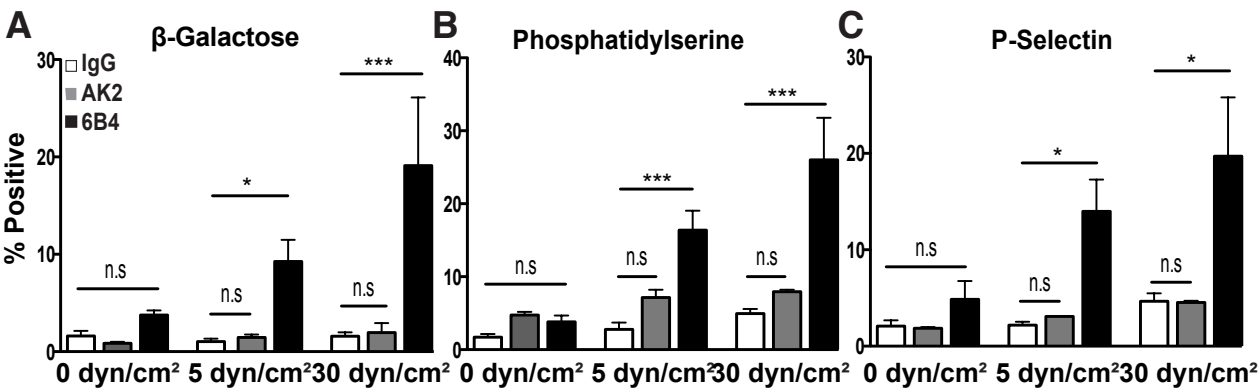 A
β-Galactose
% Positive
30
20
10
0
IgG
AK2
6B4
n.s
n.s
*
n.s
***
0 dyn/cm²
5 dyn/cm²
30 dyn/cm²
B
Phosphatidylserine
40
30
20
10
0
n.s
n.s
***
n.s
***
0 dyn/cm²
5 dyn/cm²
30 dyn/cm²
C
P-Selectin
30
20
10
0
n.s
n.s
*
n.s
*
0 dyn/cm²
5 dyn/cm²
30 dyn/cm²